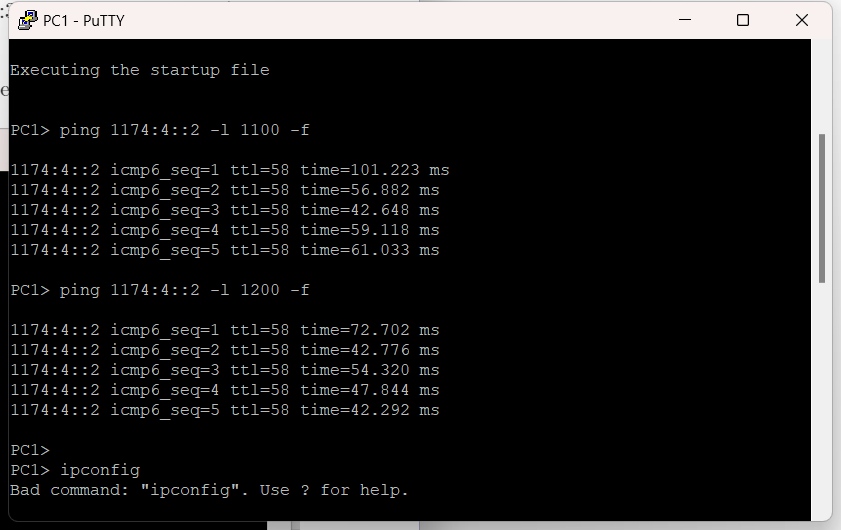 PC1 - PuTTY
Executing the startup file
PC1> ping 1174:4::2 -l 1100 -f
1174:4::2 icmp6_seq=1 ttl=58 time=101.223 ms
1174:4::2 icmp6_seq=2 ttl=58 time=56.882 ms
1174:4::2 icmp6_seq=3 ttl=58 time=42.648 ms
1174:4::2 icmp6_seq=4 ttl=58 time=59.118 ms
1174:4::2 icmp6_seq=5 ttl=58 time=61.033 ms
PC1> ping 1174:4::2 -l 1200 -f
1174:4::2 icmp6_seq=1 ttl=58 time=72.702 ms
1174:4::2 icmp6_seq=2 ttl=58 time=42.776 ms
1174:4::2 icmp6_seq=3 ttl=58 time=54.320 ms
1174:4::2 icmp6_seq=4 ttl=58 time=47.844 ms
1174:4::2 icmp6_seq=5 ttl=58 time=42.292 ms
PC1>
PC1> ipconfig
Bad command: "ipconfig". Use ? for help.